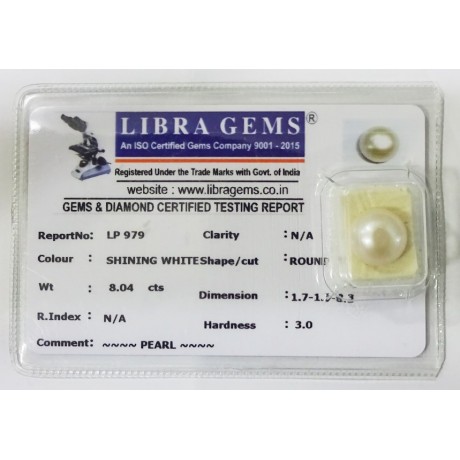 LIBRA GEMS ®
An ISO Certified Gems Company 9001 - 2015
Registered Under the Trade Marks with Govt. of India
website : www.libragems.co.in
GEMS & DIAMOND CERTIFIED TESTING REPORT
ReportNo: LP 979 Clarity : N/A
Colour : SHINING WHITE Shape/cut : ROUND
Wt : 8.04 cts
Dimension :
R.Index : N/A
Hardness : 3.0
Comment: ~~~~ PEARL ~~~~